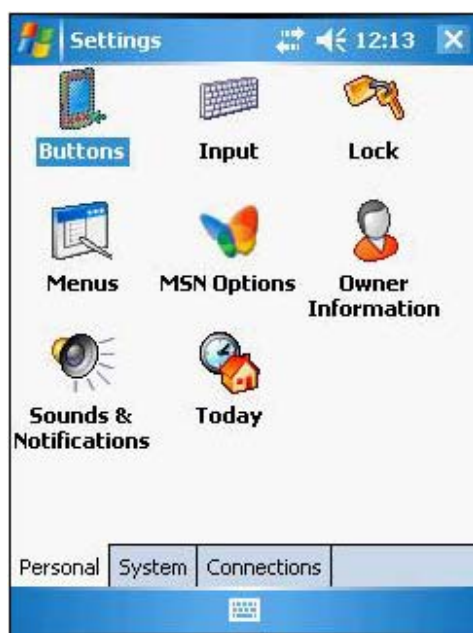 Settings 12:13
Buttons Input Lock
Menus MSN Options Owner
Information
Sounds & Today
Notifications
Personal System Connections